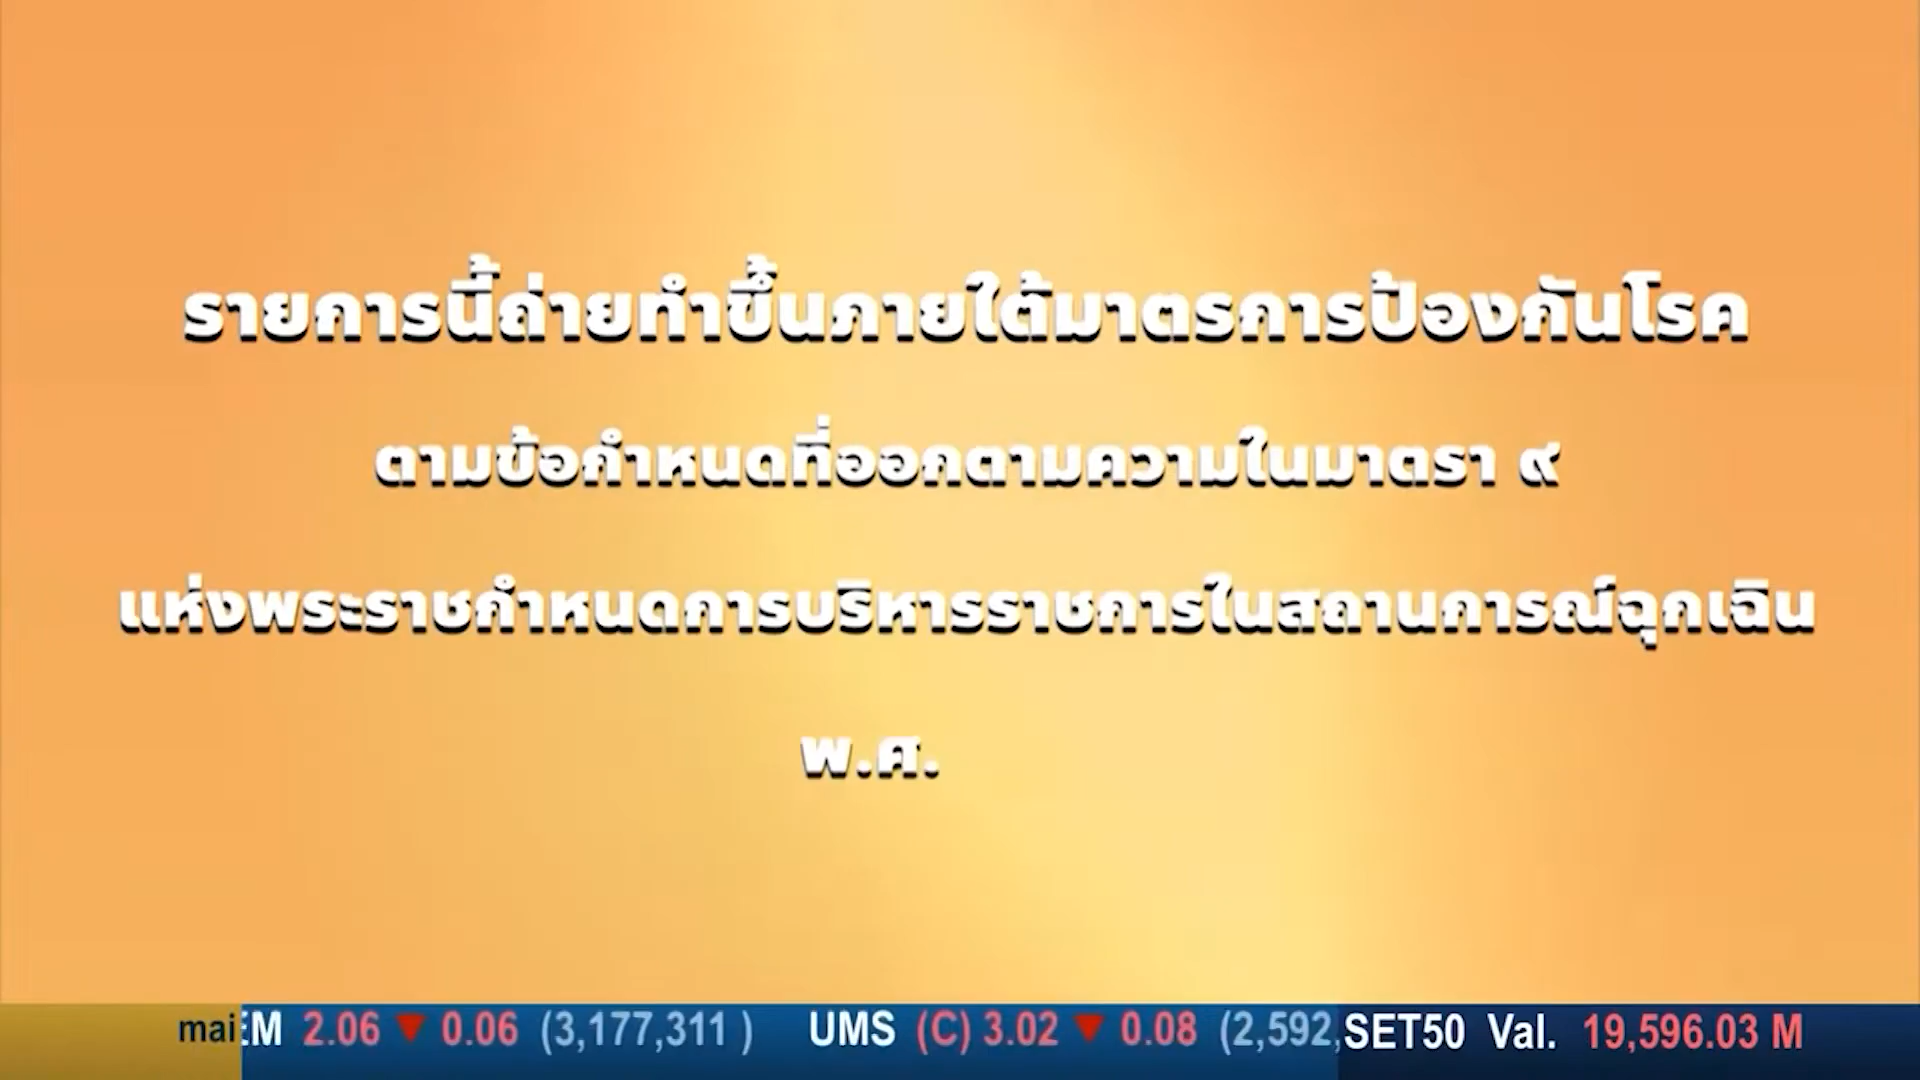 รายการนี้ถ่ายทำขึ้นภายใต้มาตรการป้องกันโรค
ตามข้อกำหนดที่ออกตามความในมาตรา ๙
แห่งพระราชกำหนดการบริหารราชการในสถานการณ์ฉุกเฉิน
พ.ศ.
mai EM 2.06 ▼ 0.06 (3,177,311 ) UMS (C) 3.02 ▼ 0.08 (2,592, SET50 Val. 19,596.03 M